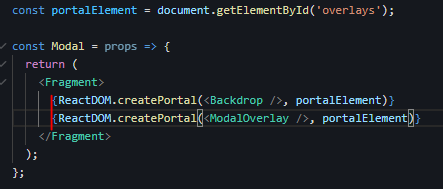 const portalElement = document.getElementById('overlays');
const Modal = props => {
return (
<Fragment>
{ReactDOM.createPortal(<Backdrop />, portalElement)}
{ReactDOM.createPortal(<ModalOverlay />, portalElement)}
</Fragment>
);
};